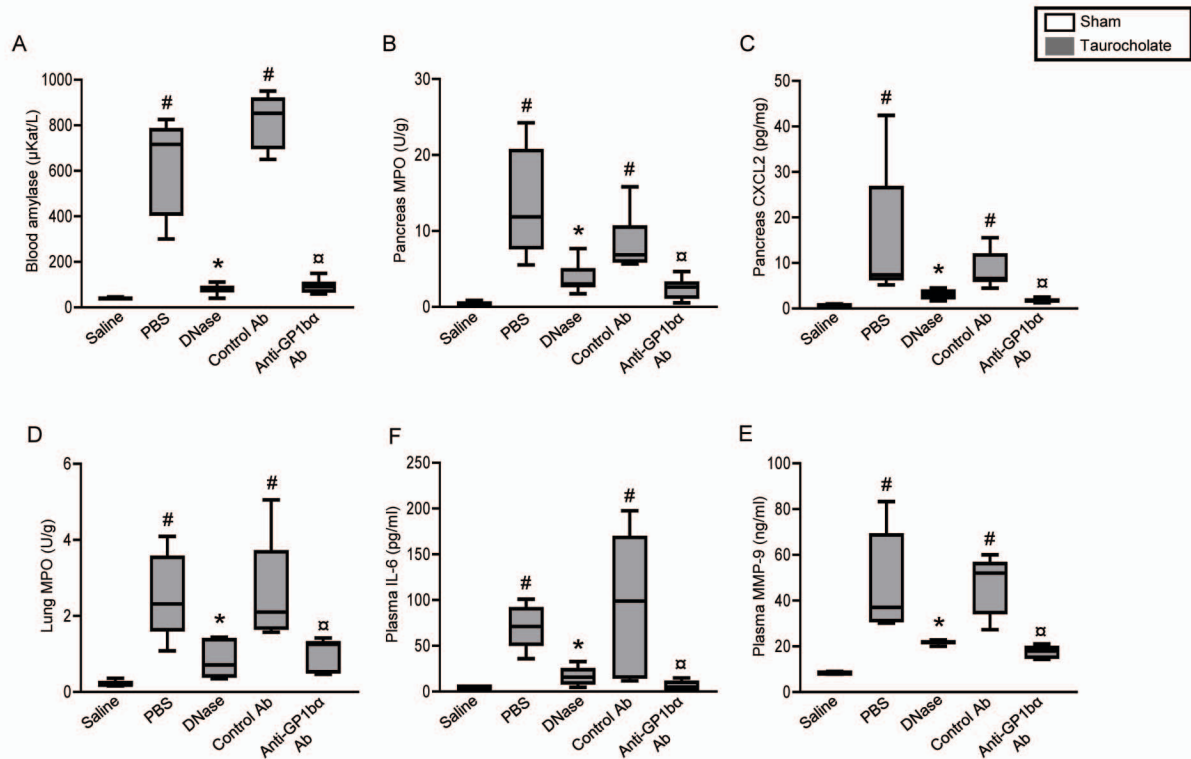 Sham
Taurocholate
A
Blood amylase (µKat/L)
1000
800
600
400
200
100
0
#
#
*
¤
Saline
PBS
DNase
Control Ab
Anti-GP1bα
Ab
B
Pancreas MPO (U/g)
30
20
10
0
#
*
#
¤
Saline
PBS
DNase
Control Ab
Anti-GP1bα
Ab
C
Pancreas CXCL2 (pg/mg)
50
40
30
20
10
0
#
*
#
¤
Saline
PBS
DNase
Control Ab
Anti-GP1bα
Ab
D
Lung MPO (U/g)
6
4
2
0
#
*
#
¤
Saline
PBS
DNase
Control Ab
Anti-GP1bα
Ab
F
Plasma IL-6 (pg/ml)
250
200
150
100
50
0
#
*
#
¤
Saline
PBS
DNase
Control Ab
Anti-GP1bα
Ab
E
Plasma MMP-9 (ng/ml)
100
80
60
40
20
0
#
*
#
¤
Saline
PBS
DNase
Control Ab
Anti-GP1bα
Ab